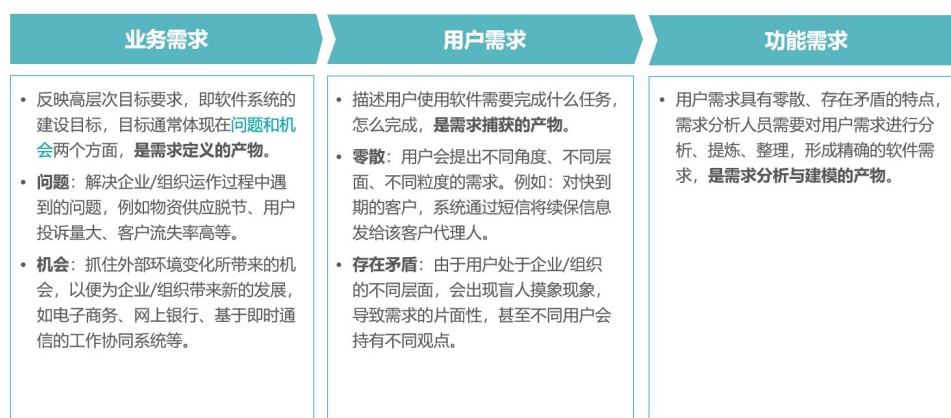 业务需求
用户需求
功能需求
• 反映高层次目标要求，即软件系统的
建设目标，目标通常体现在问题和机
会两个方面，是需求定义的产物。
• 问题：解决企业/组织运作过程中遇
到的问题，例如物资供应脱节、用户
投诉量大、客户流失率高等。
• 机会：抓住外部环境变化所带来的机
会，以便为企业/组织带来新的发展，
如电子商务、网上银行、基于即时通
信的工作协同系统等。
• 描述用户使用软件需要完成什么任务，
怎么完成，是需求捕获的产物。
• 零散：用户会提出不同角度、不同层
面、不同粒度的需求。例如：对快到
期的客户，系统通过短信将续保信息
发给该客户代理人。
• 存在矛盾：由于用户处于企业/组织
的不同层面，会出现盲人摸象现象，
导致需求的片面性，甚至不同用户会
持有不同观点。
• 用户需求具有零散、存在矛盾的特点，
需求分析人员需要对用户需求进行分
析、提炼、整理，形成精确的软件需
求，是需求分析与建模的产物。